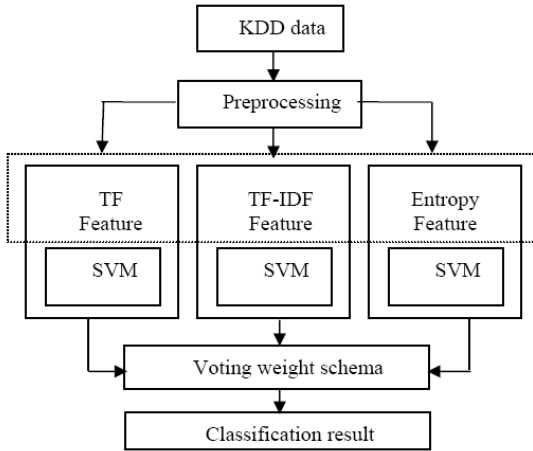 KDD data
Preprocessing
TF
Feature
TF-IDF
Feature
Entropy
Feature
SVM
SVM
SVM
Voting weight schema
Classification result